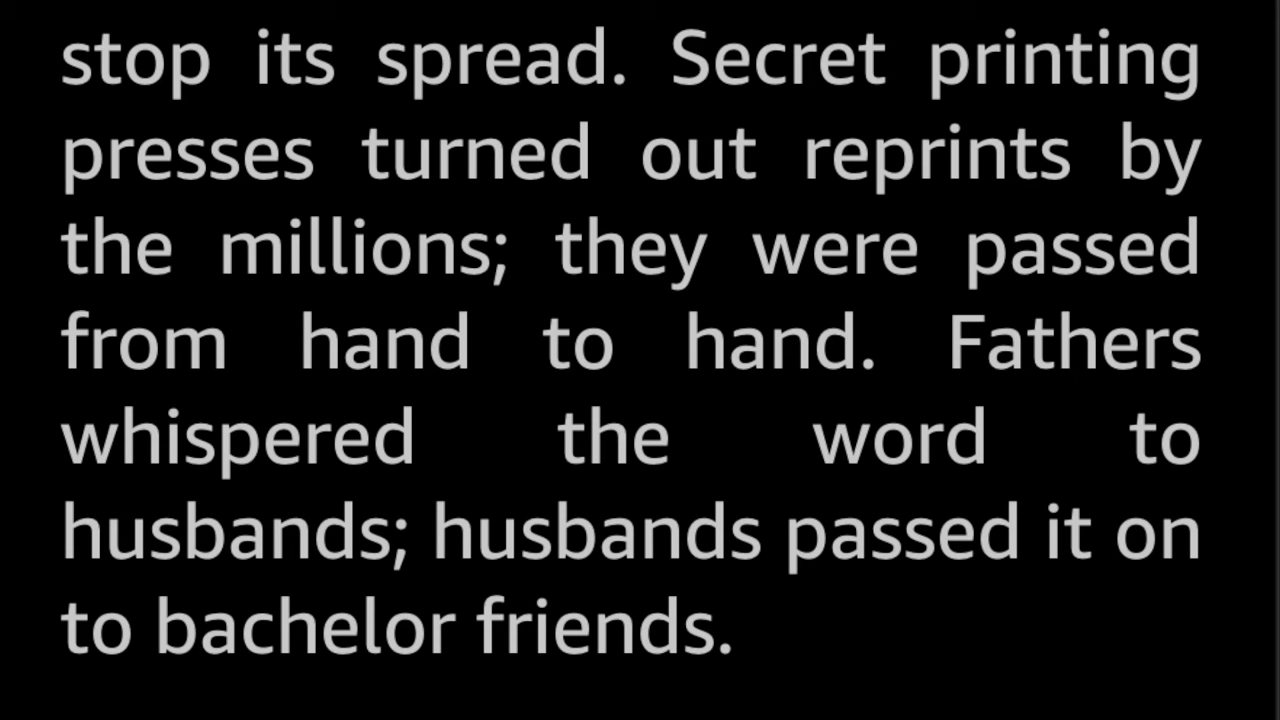 stop its spread. Secret printing
presses turned out reprints by
the millions; they were passed
from hand to hand. Fathers
whispered the word to
husbands; husbands passed it on
to bachelor friends.